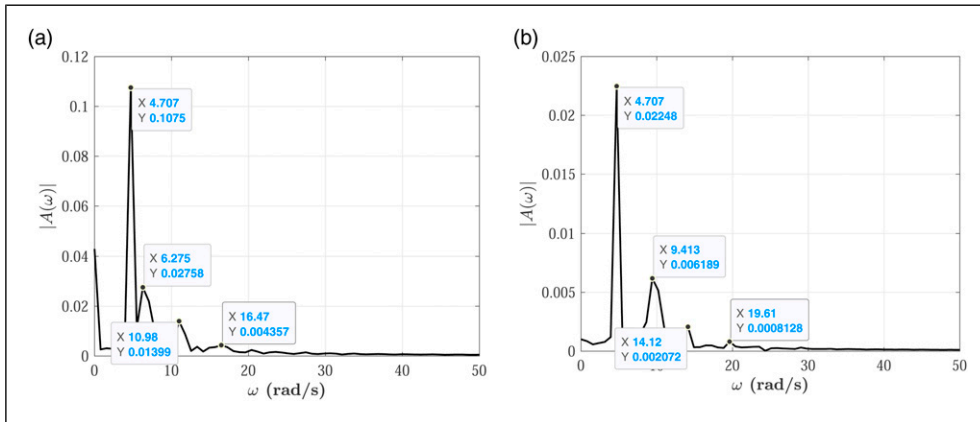 (a)
0.12
0.1
0.08
0.06
0.04
0.02
0
|A(ω)|
X 4.707
Y 0.1075
X 6.275
Y 0.02758
X 16.47
Y 0.004357
X 10.98
Y 0.01399
0 10 20 30 40 50
ω (rad/s)
(b)
0.025
0.02
0.015
0.01
0.005
0
|A(ω)|
X 4.707
Y 0.02248
X 9.413
Y 0.006189
X 19.61
Y 0.0008128
X 14.12
Y 0.002072
0 10 20 30 40 50
ω (rad/s)